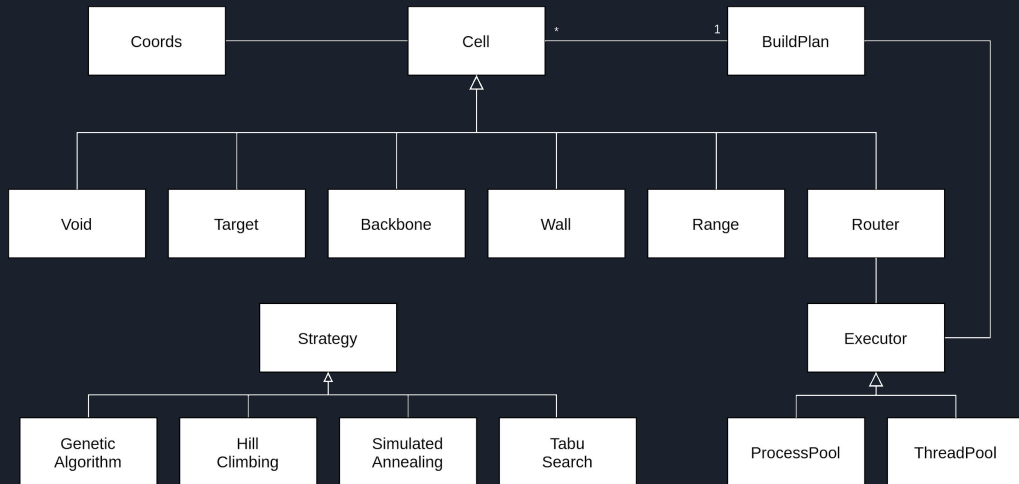 Coords
Cell
*
1
BuildPlan
Void
Target
Backbone
Wall
Range
Router
Strategy
Executor
Genetic
Algorithm
Hill
Climbing
Simulated
Annealing
Tabu
Search
ProcessPool
ThreadPool